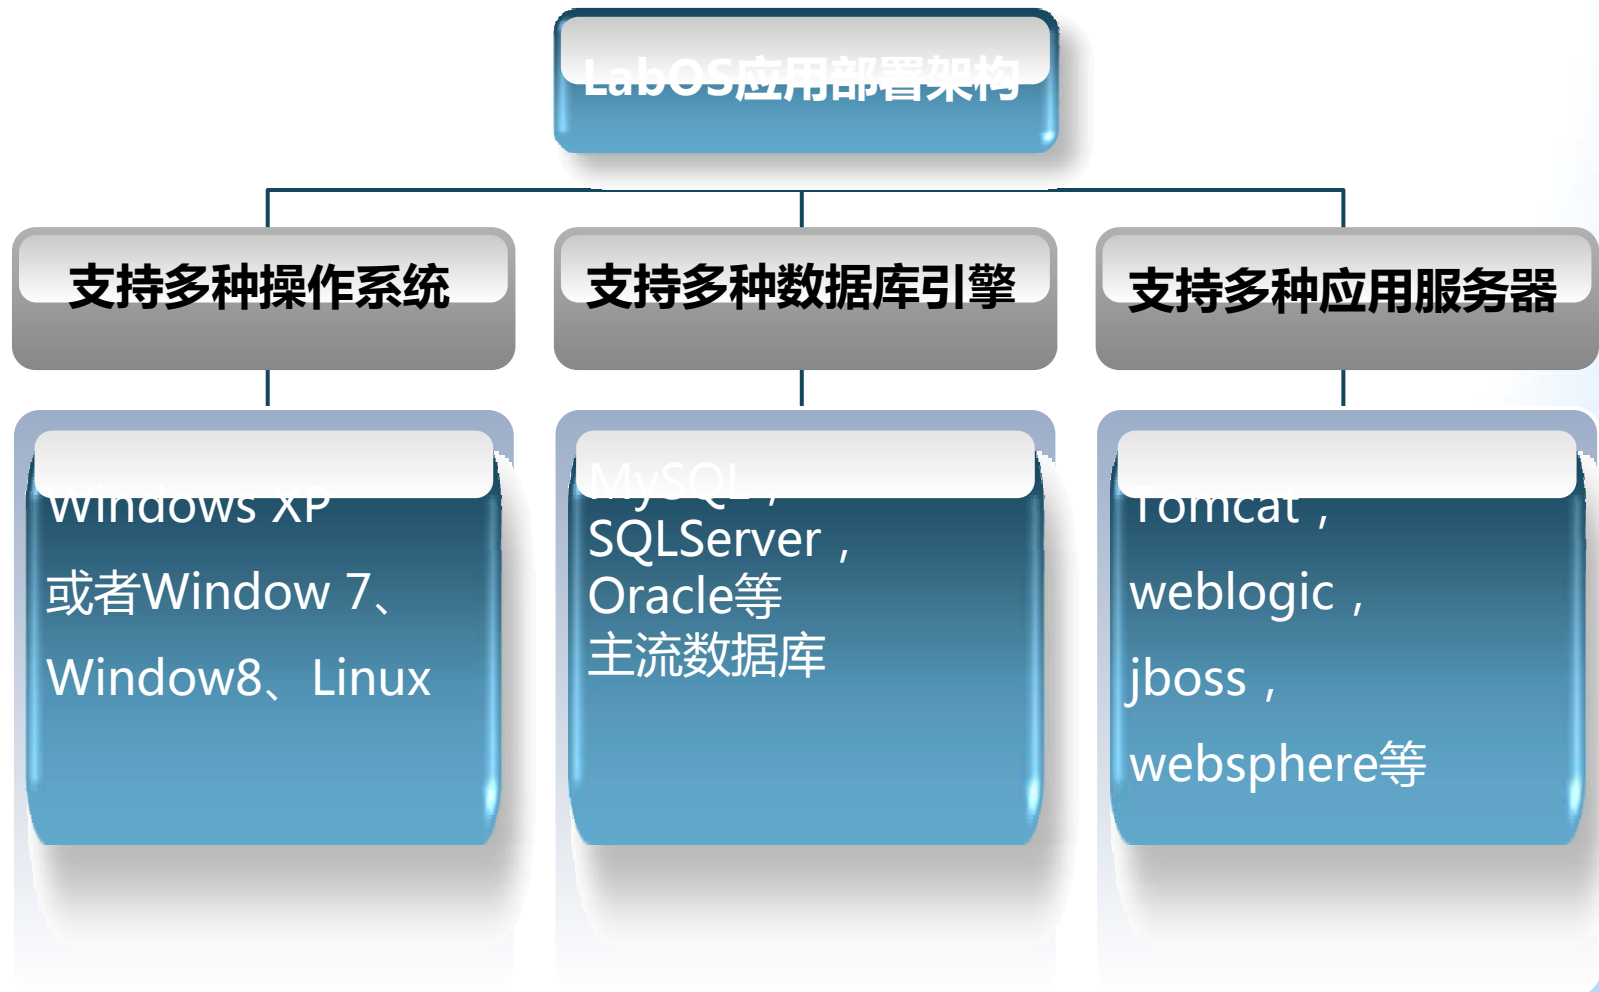 LabOS应用部署架构
支持多种操作系统
支持多种数据库引擎
支持多种应用服务器
Windows XP
或者Window 7、
Window8、Linux
MySQL，
SQLServer，
Oracle等
主流数据库
Tomcat，
weblogic，
jboss，
websphere等